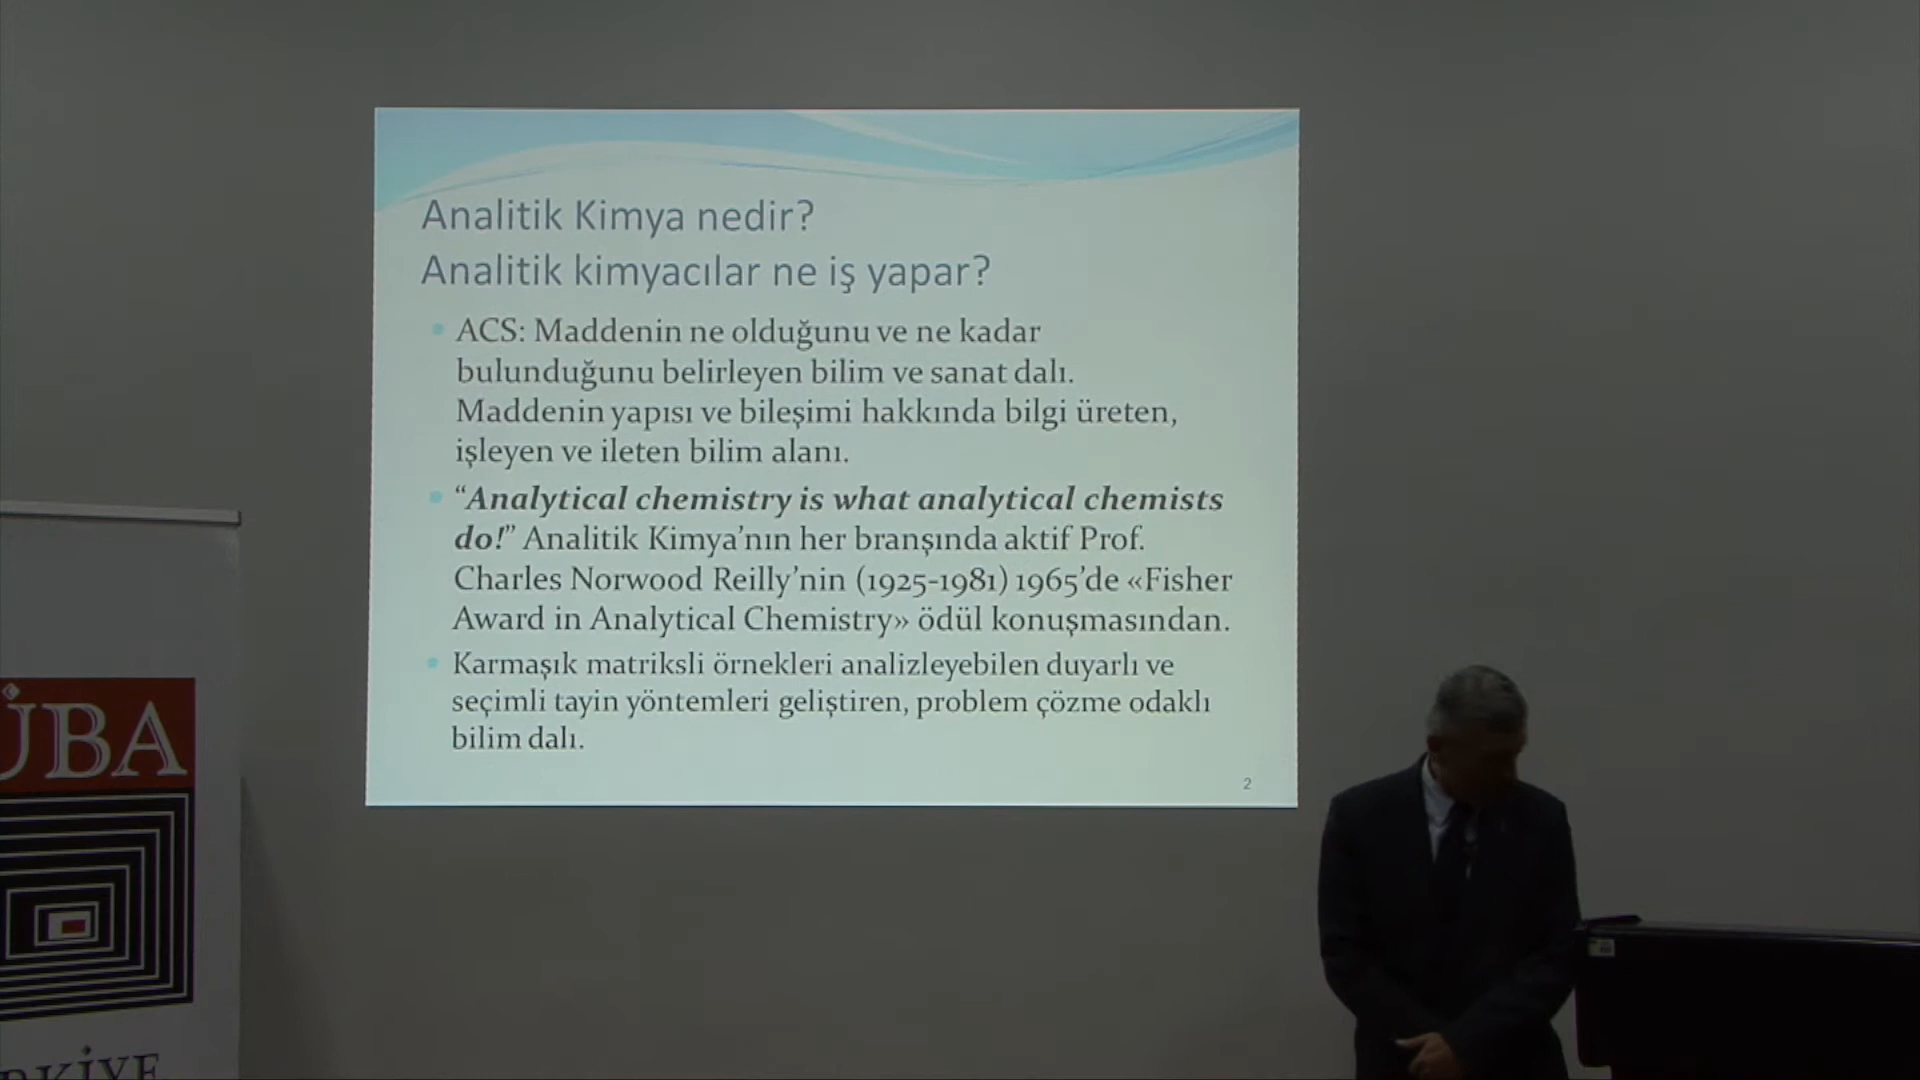 Analitik Kimya nedir?
Analitik kimyacılar ne iş yapar?
ACS: Maddenin ne olduğunu ve ne kadar
bulunduğunu belirleyen bilim ve sanat dalı.
Maddenin yapısı ve bileşimi hakkında bilgi üreten,
işleyen ve ileten bilim alanı.
“Analytical chemistry is what analytical chemists
do!” Analitik Kimya’nın her branşında aktif Prof.
Charles Norwood Reilly’nin (1925-1981) 1965’de «Fisher
Award in Analytical Chemistry» ödül konuşmasından.
Karmaşık matriksli örnekleri analizleyebilen duyarlı ve
seçimli tayin yöntemleri geliştiren, problem çözme odaklı
bilim dalı.
2
ÜBA
RKİYE